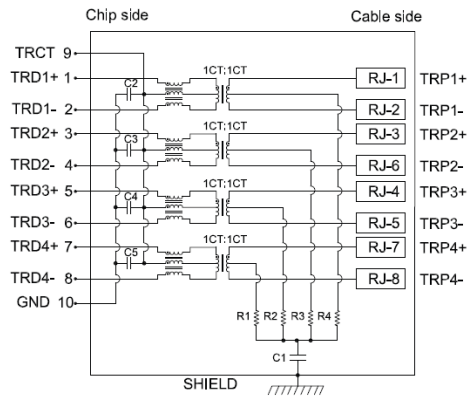 Chip side Cable side
TRCT 9
1CT:1CT
TRD1+ 1 C2 RJ-1 TRP1+
TRD1- 2 RJ-2 TRP1-
1CT:1CT
TRD2+ 3 C3 RJ-3 TRP2+
TRD2- 4 RJ-6 TRP2-
1CT:1CT
TRD3+ 5 C4 RJ-4 TRP3+
TRD3- 6 RJ-5 TRP3-
1CT:1CT
TRD4+ 7 C5 RJ-7 TRP4+
TRD4- 8 RJ-8 TRP4-
GND 10
R1 R2 R3 R4
C1
SHIELD